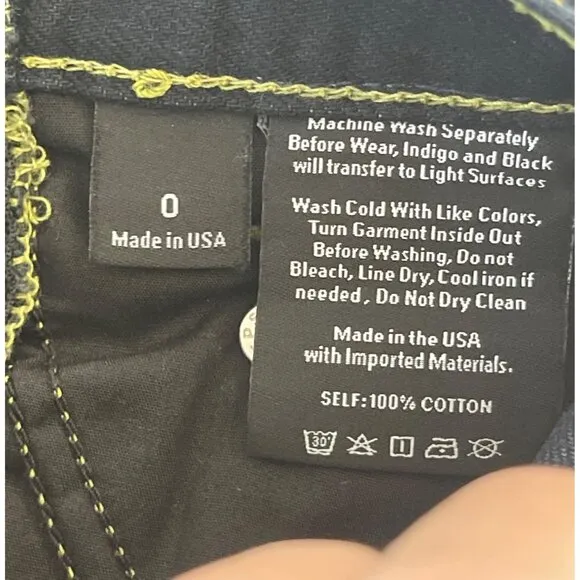 0
Made in USA
Machine Wash Separately
Before Wear, Indigo and Black
will transfer to Light Surfaces
Wash Cold With Like Colors,
Turn Garment Inside Out
Before Washing, Do not
Bleach, Line Dry, Cool iron if
needed, Do Not Dry Clean
Made in the USA
with Imported Materials.
SELF:100% COTTON
30°